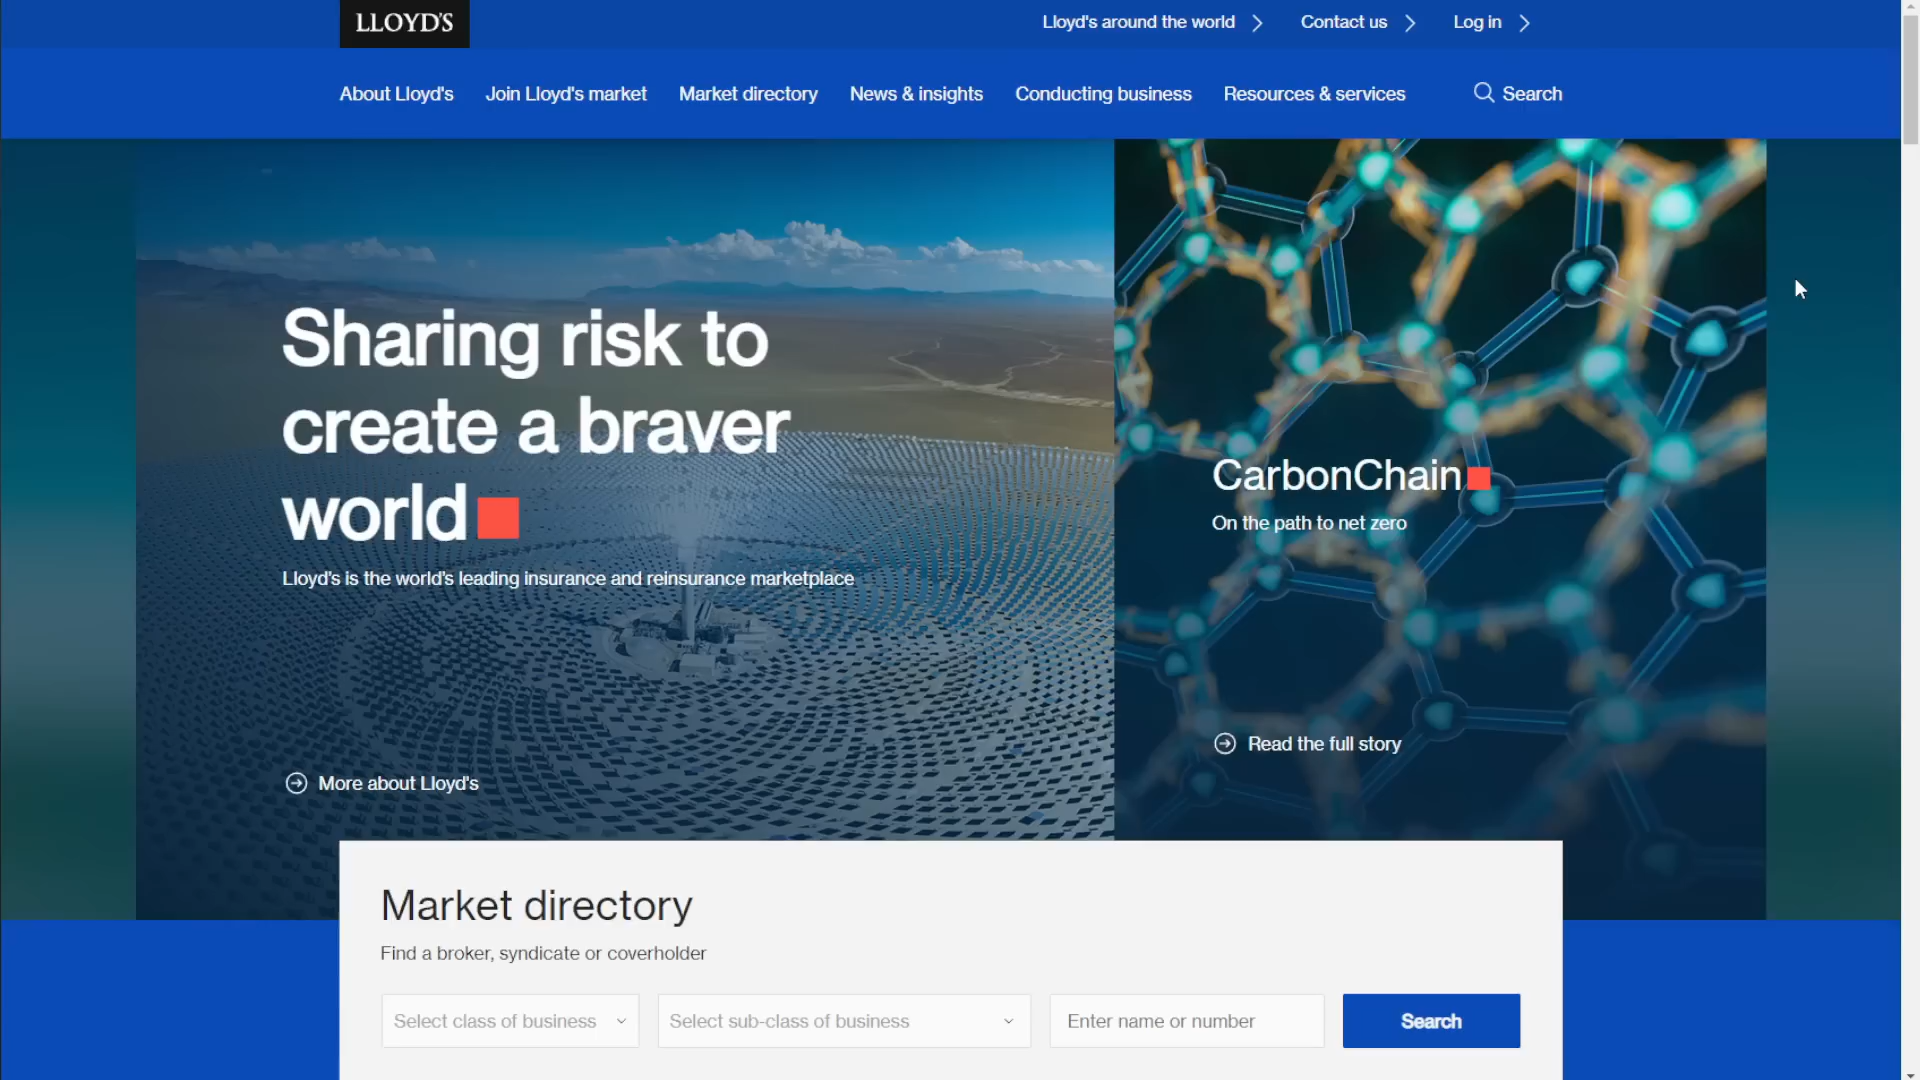 LLOYD'S
Lloyd's around the world
Contact us
Log in
About Lloyd's
Join Lloyd's market
Market directory
News & insights
Conducting business
Resources & services
Search
Sharing risk to
create a braver
world
Lloyd's is the world's leading insurance and reinsurance marketplace
More about Lloyd's
CarbonChain
On the path to net zero
Read the full story
Market directory
Find a broker, syndicate or coverholder
Select class of business
Select sub-class of business
Enter name or number
Search